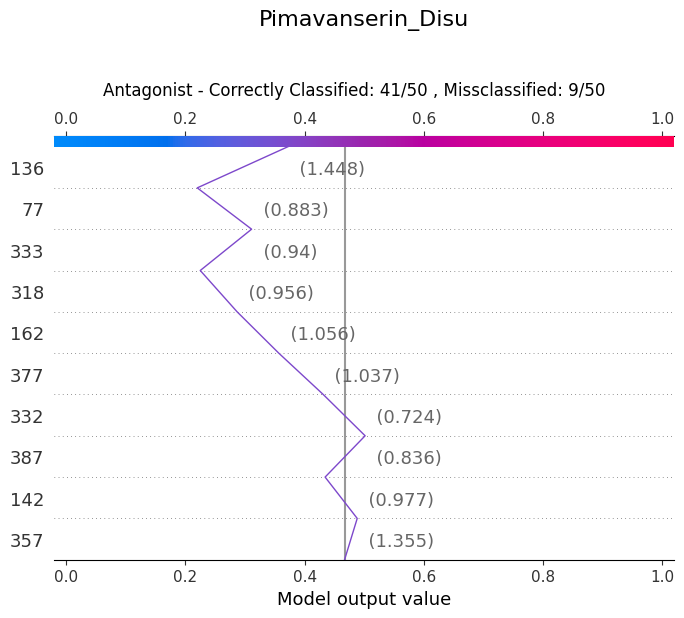 Pimavanserin_Disu
Antagonist - Correctly Classified: 41/50 , Missclassified: 9/50
0.0 0.2 0.4 0.6 0.8 1.0
136 (1.448)
77 (0.883)
333 (0.94)
318 (0.956)
162 (1.056)
377 (1.037)
332 (0.724)
387 (0.836)
142 (0.977)
357 (1.355)
0.0 0.2 0.4 0.6 0.8 1.0
Model output value